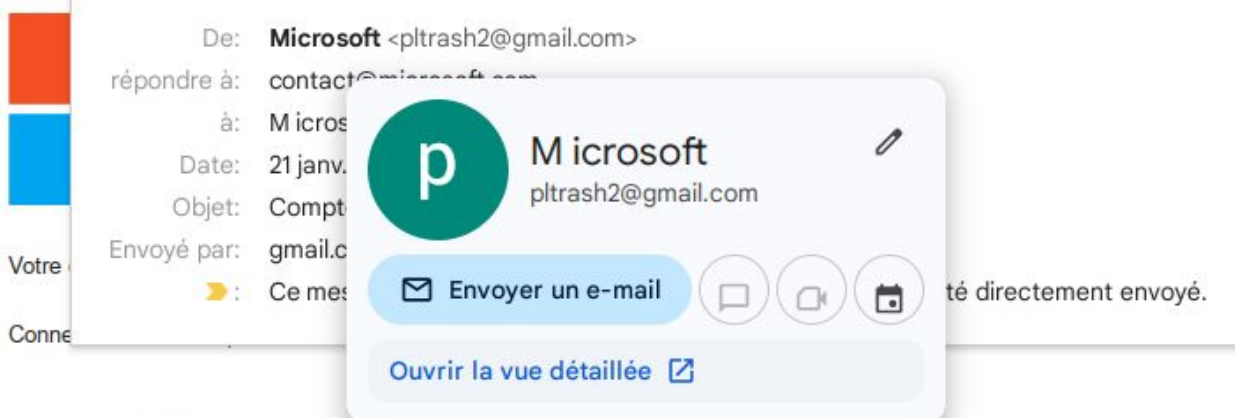 De: Microsoft <pltrash2@gmail.com>
répondre à: contact@microsoft.com
à: M icros
Date: 21 janv.
Objet: Compt
Envoyé par: gmail.c
: Ce mes té directement envoyé.
Votre
Conne
p
M icrosoft
pltrash2@gmail.com
Envoyer un e-mail
Ouvrir la vue détaillée